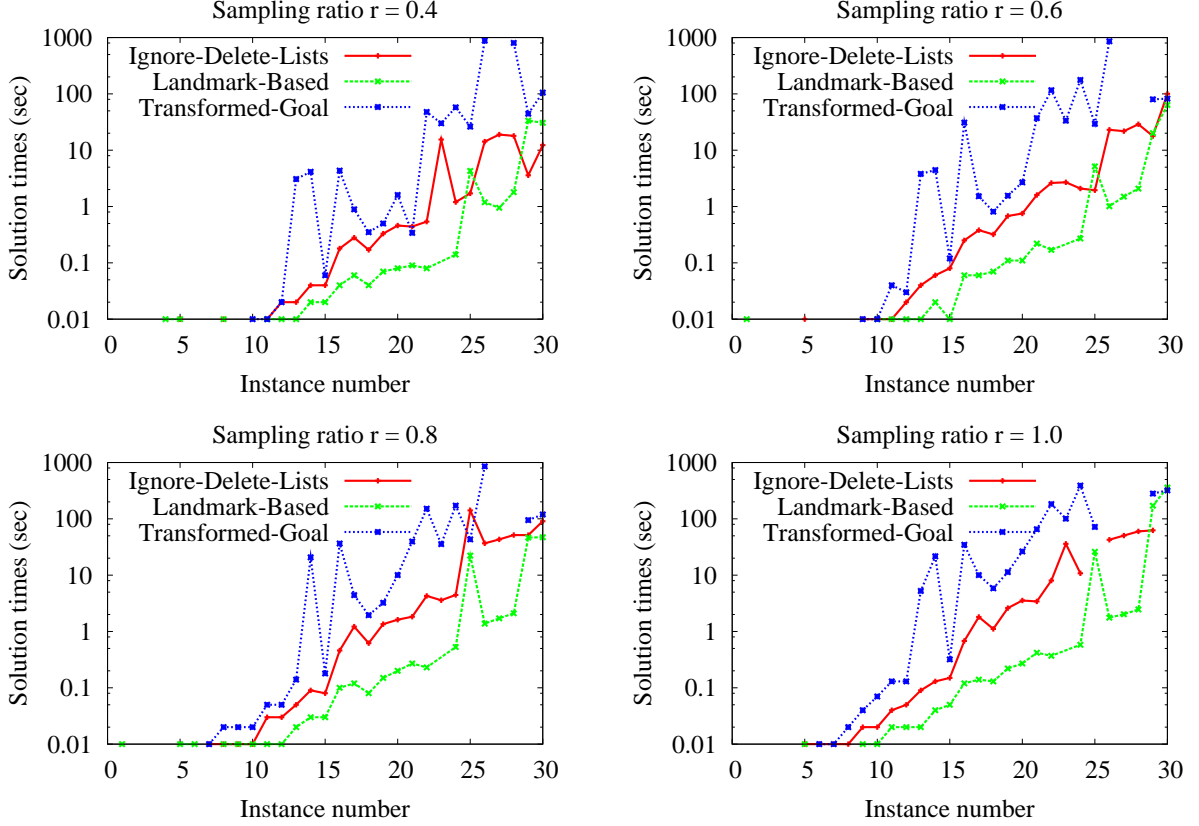 Sampling ratio r = 0.4
1000
100
10
1
0.1
0.01
Solution times (sec)
Ignore-Delete-Lists
Landmark-Based
Transformed-Goal
0 5 10 15 20 25 30
Instance number
Sampling ratio r = 0.6
1000
100
10
1
0.1
0.01
Solution times (sec)
Ignore-Delete-Lists
Landmark-Based
Transformed-Goal
0 5 10 15 20 25 30
Instance number
Sampling ratio r = 0.8
1000
100
10
1
0.1
0.01
Solution times (sec)
Ignore-Delete-Lists
Landmark-Based
Transformed-Goal
0 5 10 15 20 25 30
Instance number
Sampling ratio r = 1.0
1000
100
10
1
0.1
0.01
Solution times (sec)
Ignore-Delete-Lists
Landmark-Based
Transformed-Goal
0 5 10 15 20 25 30
Instance number